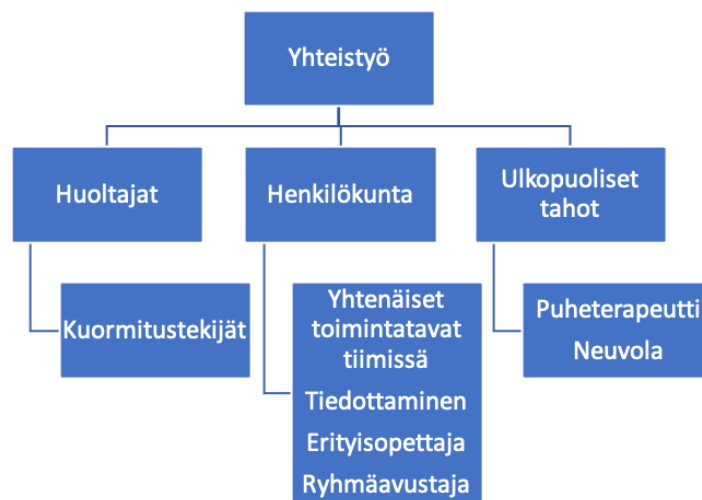 Yhteistyö
Huoltajat
Henkilökunta
Ulkopuoliset
tahot
Kuormitustekijät
Yhtenäiset
toimintatavat
tiimissä
Tiedottaminen
Erityisopettaja
Ryhmäavustaja
Puheterapeutti
Neuvola